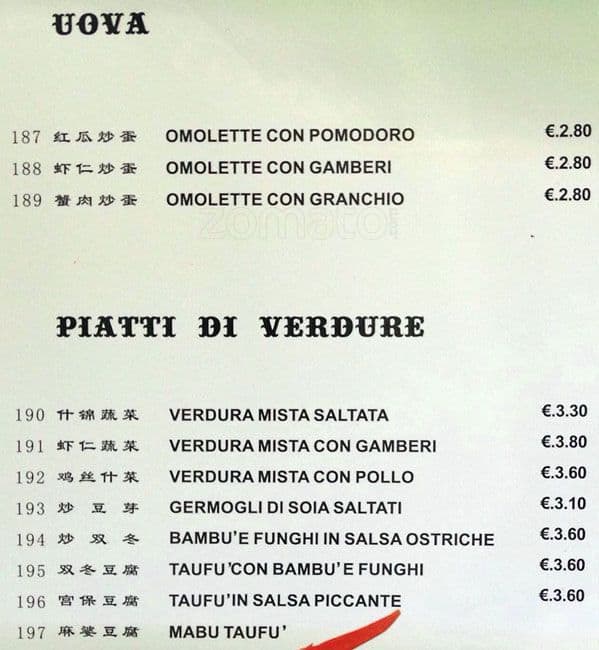 UOVA
187 红瓜炒蛋 OMOLETTE CON POMODORO €.2.80
188 虾仁炒蛋 OMOLETTE CON GAMBERI €.2.80
189 蟹肉炒蛋 OMOLETTE CON GRANCHIO €.2.80
zomato
PIATTI DI VERDURE
190 什锦蔬菜 VERDURA MISTA SALTATA €.3.30
191 虾仁蔬菜 VERDURA MISTA CON GAMBERI €.3.80
192 鸡丝什菜 VERDURA MISTA CON POLLO €.3.60
193 炒豆芽 GERMOGLI DI SOIA SALTATI €.3.10
194 炒双冬 BAMBU'E FUNGHI IN SALSA OSTRICHE €.3.60
195 双冬豆腐 TAUFU'CON BAMBU'E FUNGHI €.3.60
196 宫保豆腐 TAUFU'IN SALSA PICCANTE €.3.60
197 麻婆豆腐 MABU TAUFU'